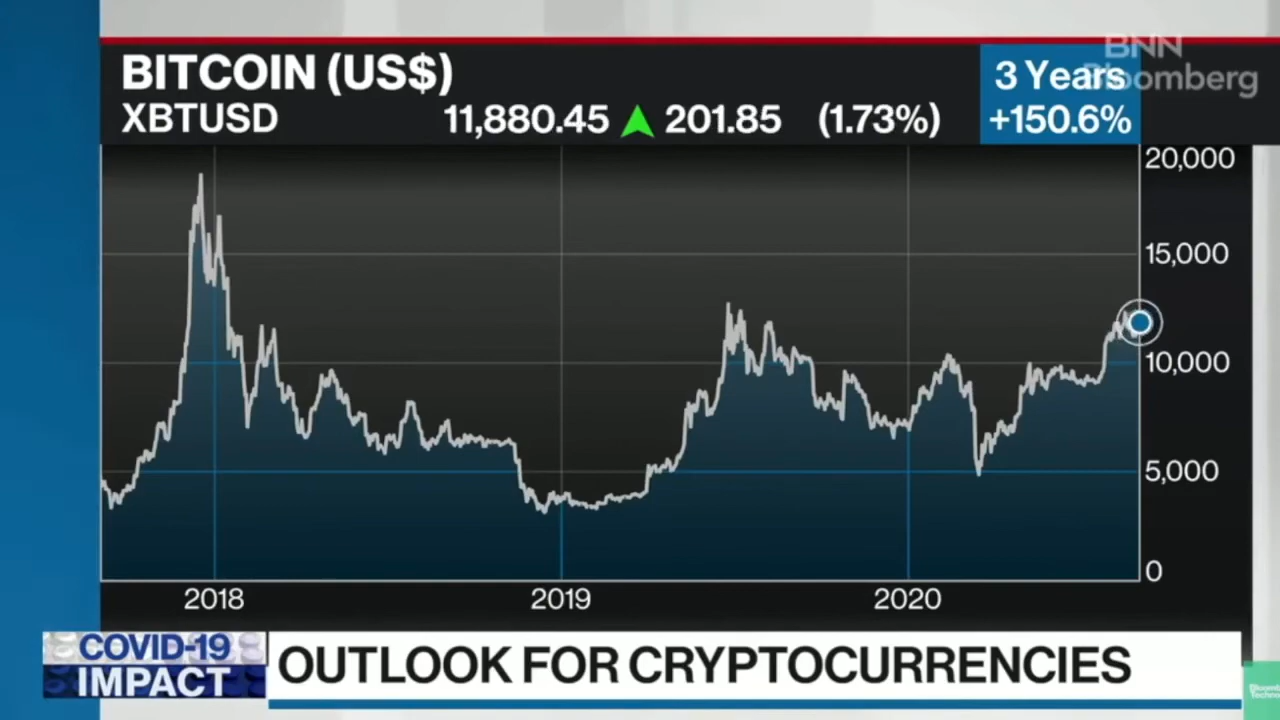 BNN
Bloomberg
BITCOIN (US$)
XBTUSD
11,880.45 ▲ 201.85 (1.73%)
3 Years
+150.6%
20,000
15,000
10,000
5,000
0
2018 2019 2020
COVID-19
IMPACT
OUTLOOK FOR CRYPTOCURRENCIES